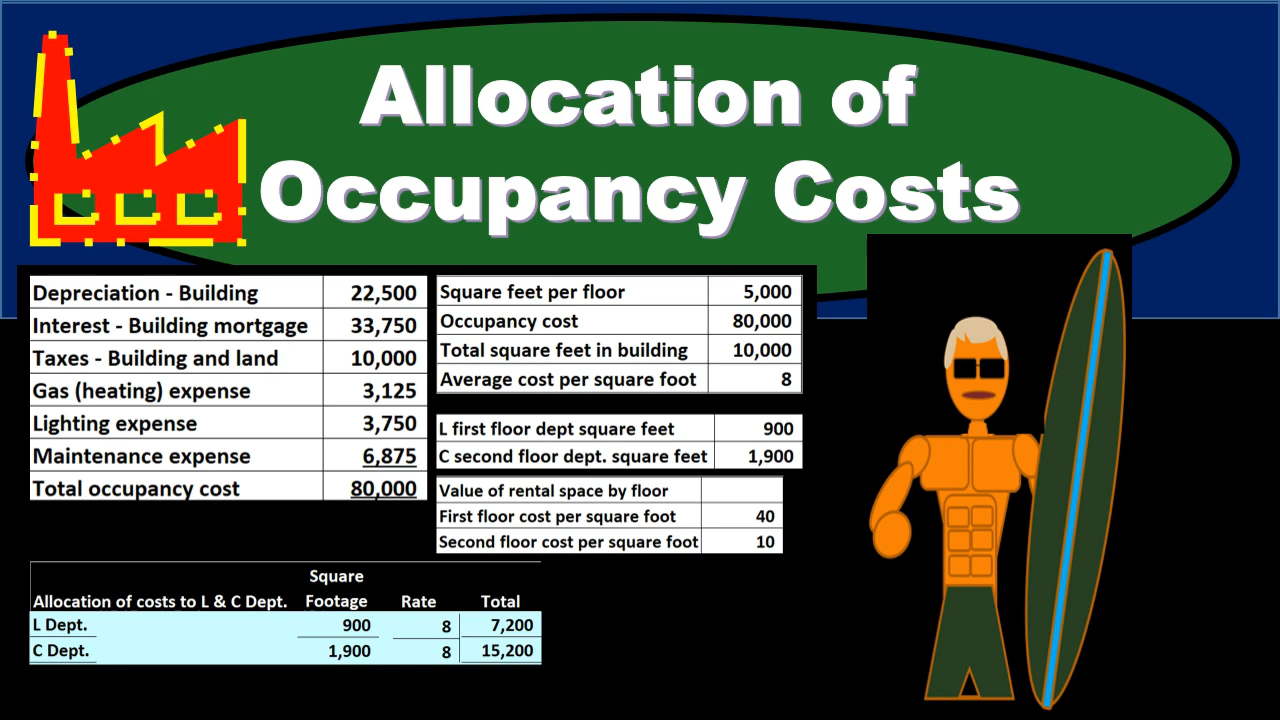 Allocation of
Occupancy Costs
Depreciation - Building 22,500
Interest - Building mortgage 33,750
Taxes - Building and land 10,000
Gas (heating) expense 3,125
Lighting expense 3,750
Maintenance expense 6,875
Total occupancy cost 80,000
Square feet per floor 5,000
Occupancy cost 80,000
Total square feet in building 10,000
Average cost per square foot 8
L first floor dept square feet 900
C second floor dept. square feet 1,900
Value of rental space by floor
First floor cost per square foot 40
Second floor cost per square foot 10
Square
Allocation of costs to L & C Dept. Footage Rate Total
L Dept. 900 8 7,200
C Dept. 1,900 8 15,200